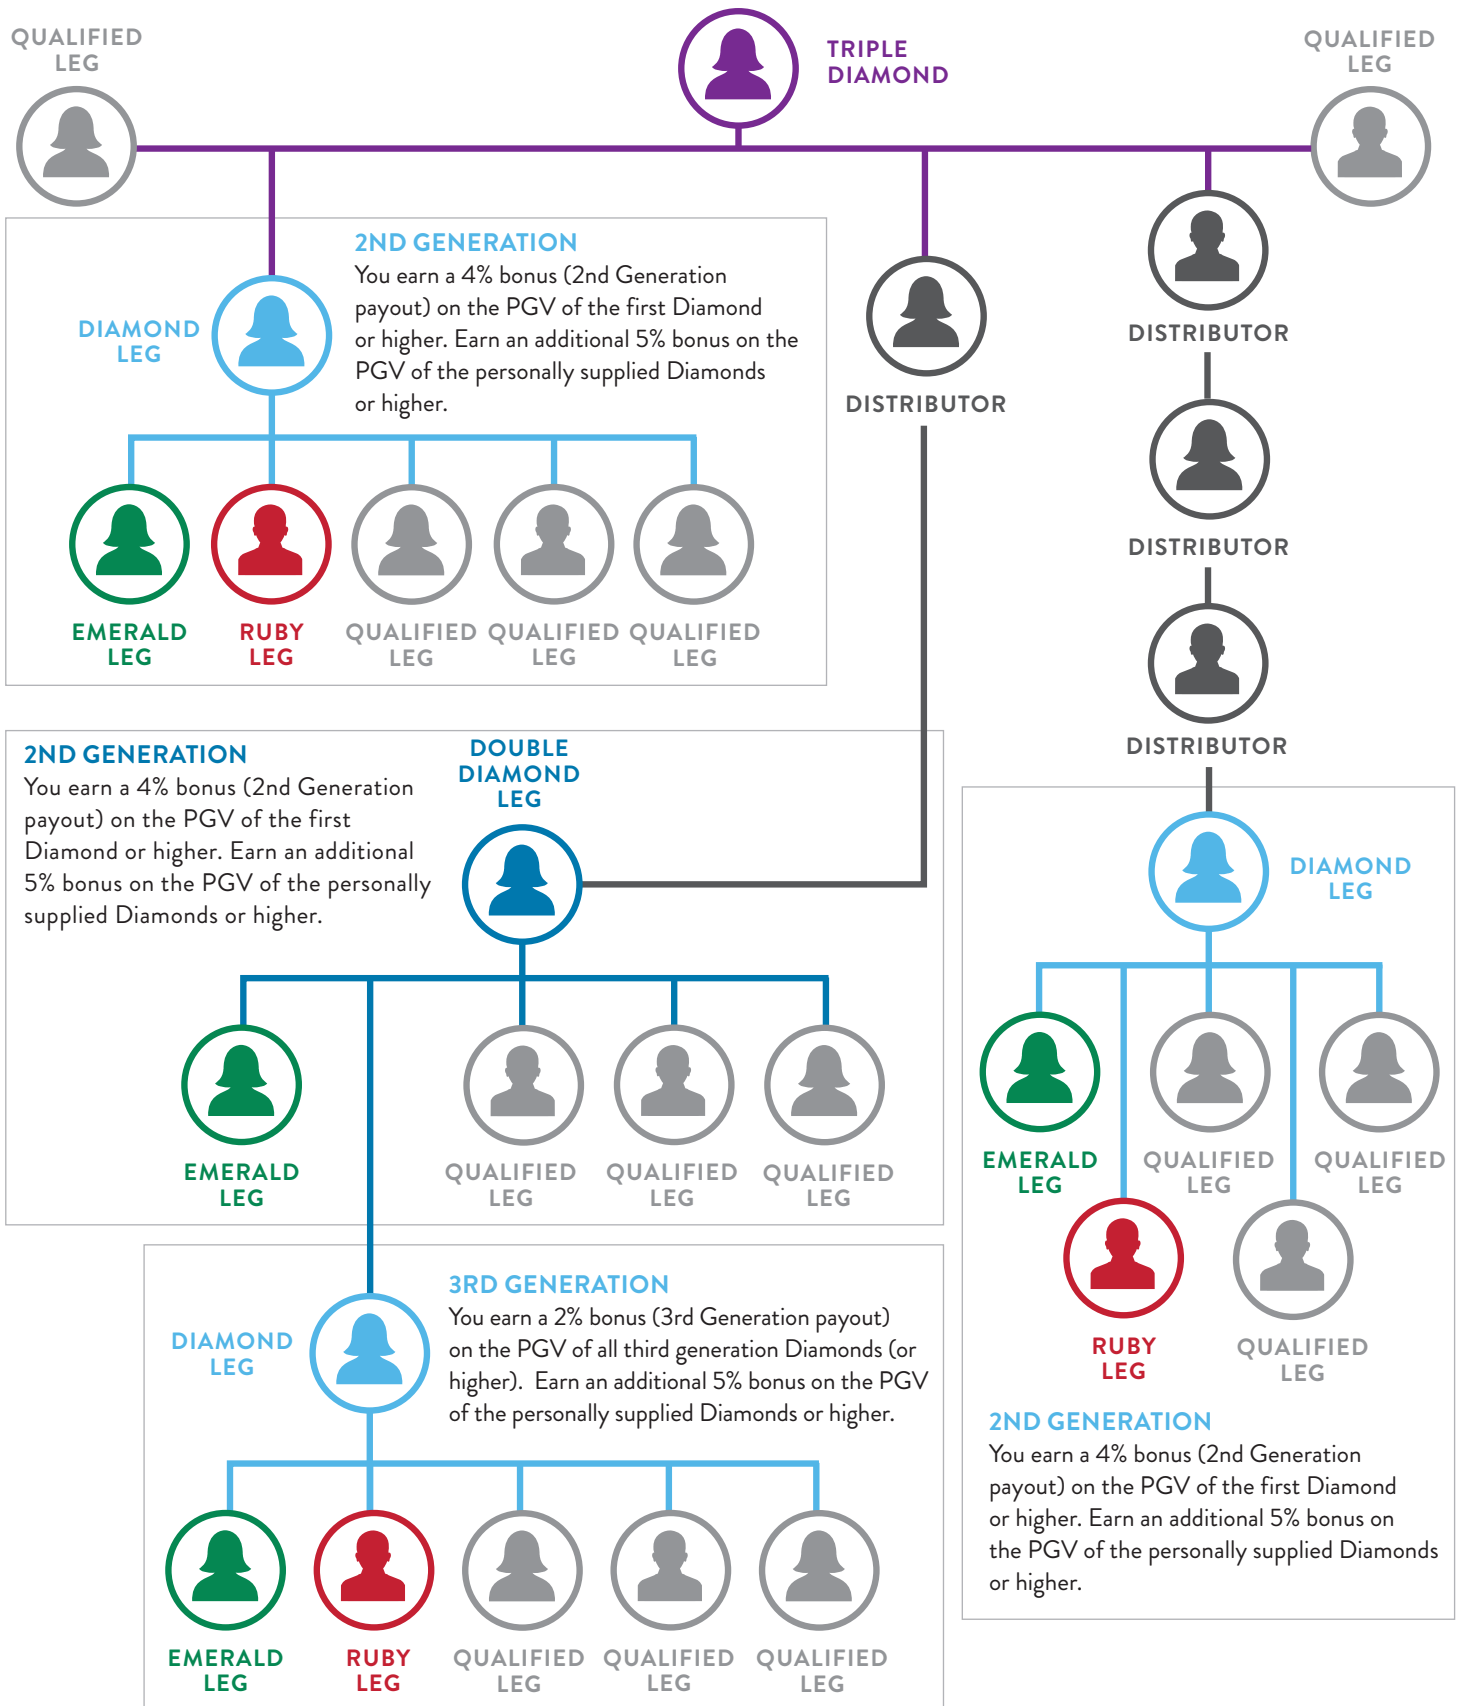 QUALIFIED
LEG
TRIPLE
DIAMOND
QUALIFIED
LEG
2ND GENERATION
You earn a 4% bonus (2nd Generation
payout) on the PGV of the first Diamond
or higher. Earn an additional 5% bonus on the
PGV of the personally supplied Diamonds
or higher.
DIAMOND
LEG
EMERALD
LEG
RUBY
LEG
QUALIFIED
LEG
QUALIFIED
LEG
QUALIFIED
LEG
DISTRIBUTOR
DISTRIBUTOR
DISTRIBUTOR
DISTRIBUTOR
2ND GENERATION
You earn a 4% bonus (2nd Generation
payout) on the PGV of the first
Diamond or higher. Earn an additional
5% bonus on the PGV of the personally
supplied Diamonds or higher.
DOUBLE
DIAMOND
LEG
EMERALD
LEG
QUALIFIED
LEG
QUALIFIED
LEG
QUALIFIED
LEG
DIAMOND
LEG
3RD GENERATION
You earn a 2% bonus (3rd Generation payout)
on the PGV of all third generation Diamonds (or
higher).  Earn an additional 5% bonus on the PGV
of the personally supplied Diamonds or higher.
EMERALD
LEG
RUBY
LEG
QUALIFIED
LEG
QUALIFIED
LEG
QUALIFIED
LEG
DIAMOND
LEG
EMERALD
LEG
QUALIFIED
LEG
QUALIFIED
LEG
RUBY
LEG
QUALIFIED
LEG
2ND GENERATION
You earn a 4% bonus (2nd Generation
payout) on the PGV of the first Diamond
or higher. Earn an additional 5% bonus on
the PGV of the personally supplied Diamonds
or higher.